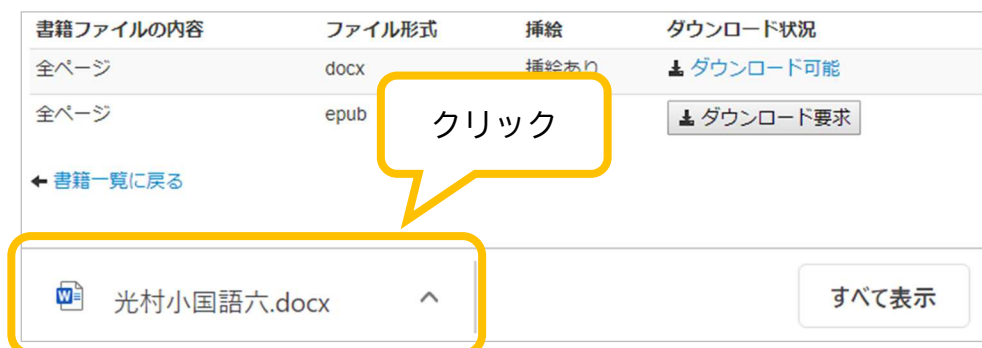 書籍ファイルの内容 ファイル形式 挿絵 ダウンロード状況
全ページ docx 挿絵あり ダウンロード可能
全ページ epub ダウンロード要求
クリック
書籍一覧に戻る
光村小国語六.docx すべて表示